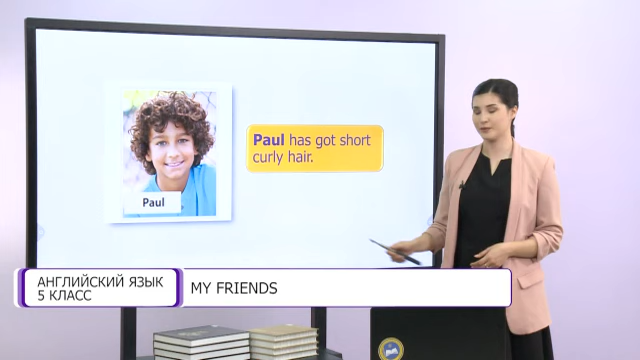 Paul has got short
curly hair.
Paul
АНГЛИЙСКИЙ ЯЗЫК
5 КЛАСС
MY FRIENDS